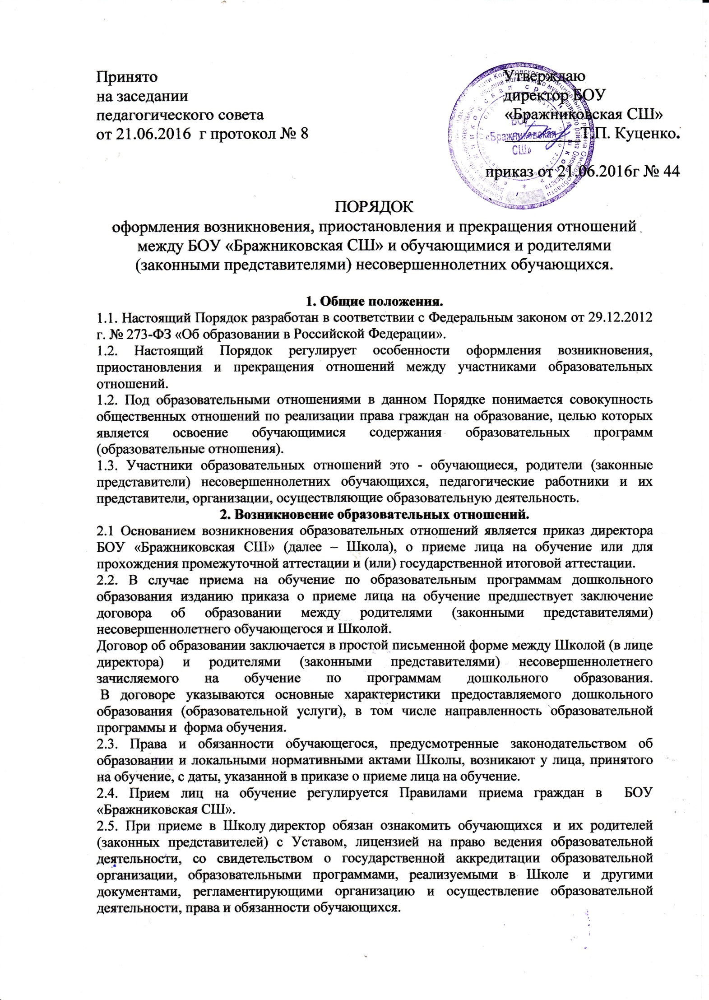 Принято
на заседании
педагогического совета
от 21.06.2016 г протокол № 8
Утверждаю
директор БОУ
«Бражниковская СШ»
Т.П. Куценко.
приказ от 21.06.2016г № 44
БОУ
«Бражниковская
СШ»
ПОРЯДОК
оформления возникновения, приостановления и прекращения отношений
между БОУ «Бражниковская СШ» и обучающимися и родителями
(законными представителями) несовершеннолетних обучающихся.
1. Общие положения.
1.1. Настоящий Порядок разработан в соответствии с Федеральным законом от 29.12.2012
г. № 273-ФЗ «Об образовании в Российской Федерации».
1.2. Настоящий Порядок регулирует особенности оформления возникновения,
приостановления и прекращения отношений между участниками образовательных
отношений.
1.2. Под образовательными отношениями в данном Порядке понимается совокупность
общественных отношений по реализации права граждан на образование, целью которых
является освоение обучающимися содержания образовательных программ
(образовательные отношения).
1.3. Участники образовательных отношений это - обучающиеся, родители (законные
представители) несовершеннолетних обучающихся, педагогические работники и их
представители, организации, осуществляющие образовательную деятельность.
2. Возникновение образовательных отношений.
2.1 Основанием возникновения образовательных отношений является приказ директора
БОУ «Бражниковская СШ» (далее – Школа), о приеме лица на обучение или для
прохождения промежуточной аттестации и (или) государственной итоговой аттестации.
2.2. В случае приема на обучение по образовательным программам дошкольного
образования изданию приказа о приеме лица на обучение предшествует заключение
договора об образовании между родителями (законными представителями)
несовершеннолетнего обучающегося и Школой.
Договор об образовании заключается в простой письменной форме между Школой (в лице
директора) и родителями (законными представителями) несовершеннолетнего
зачисляемого на обучение по программам дошкольного образования.
В договоре указываются основные характеристики предоставляемого дошкольного
образования (образовательной услуги), в том числе направленность образовательной
программы и форма обучения.
2.3. Права и обязанности обучающегося, предусмотренные законодательством об
образовании и локальными нормативными актами Школы, возникают у лица, принятого
на обучение, с даты, указанной в приказе о приеме лица на обучение.
2.4. Прием лиц на обучение регулируется Правилами приема граждан в БОУ
«Бражниковская СШ».
2.5. При приеме в Школу директор обязан ознакомить обучающихся и их родителей
(законных представителей) с Уставом, лицензией на право ведения образовательной
деятельности, со свидетельством о государственной аккредитации образовательной
организации, образовательными программами, реализуемыми в Школе и другими
документами, регламентирующими организацию и осуществление образовательной
деятельности, права и обязанности обучающихся.